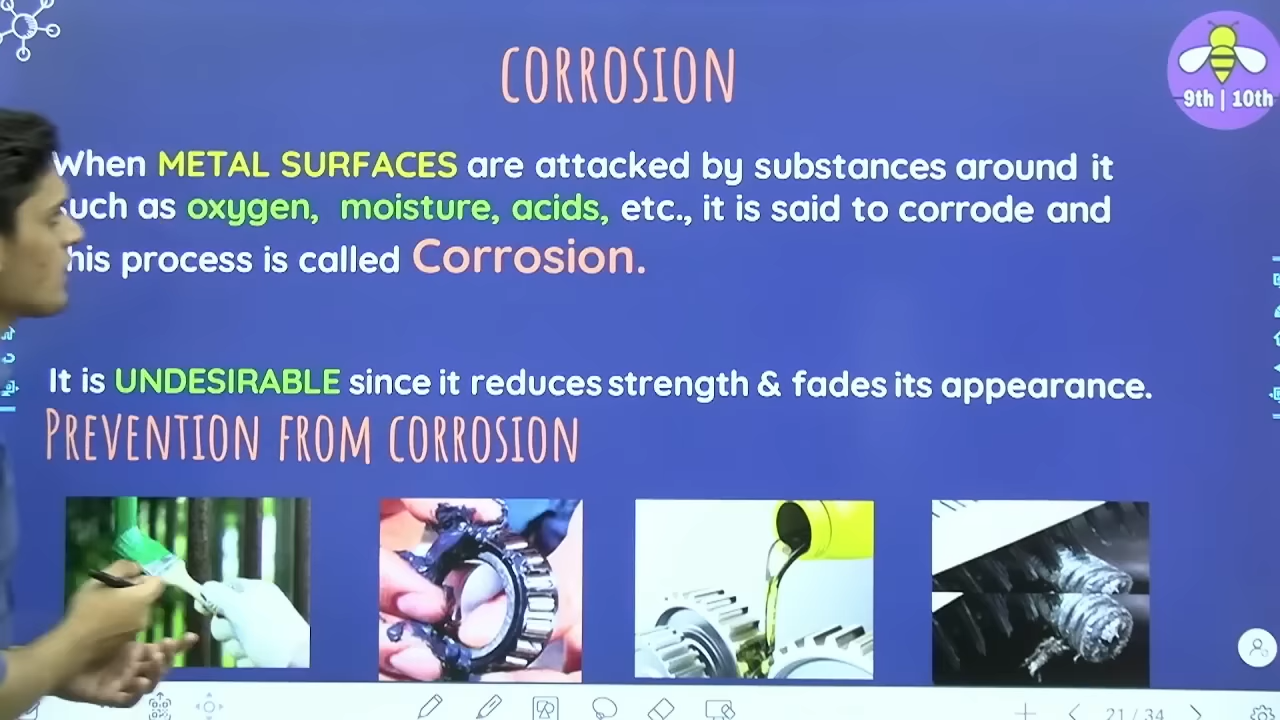 CORROSION
9th | 10th
When METAL SURFACES are attacked by substances around it
such as oxygen, moisture, acids, etc., it is said to corrode and
this process is called Corrosion.
It is UNDESIRABLE since it reduces strength & fades its appearance.
PREVENTION FROM CORROSION
21 / 34